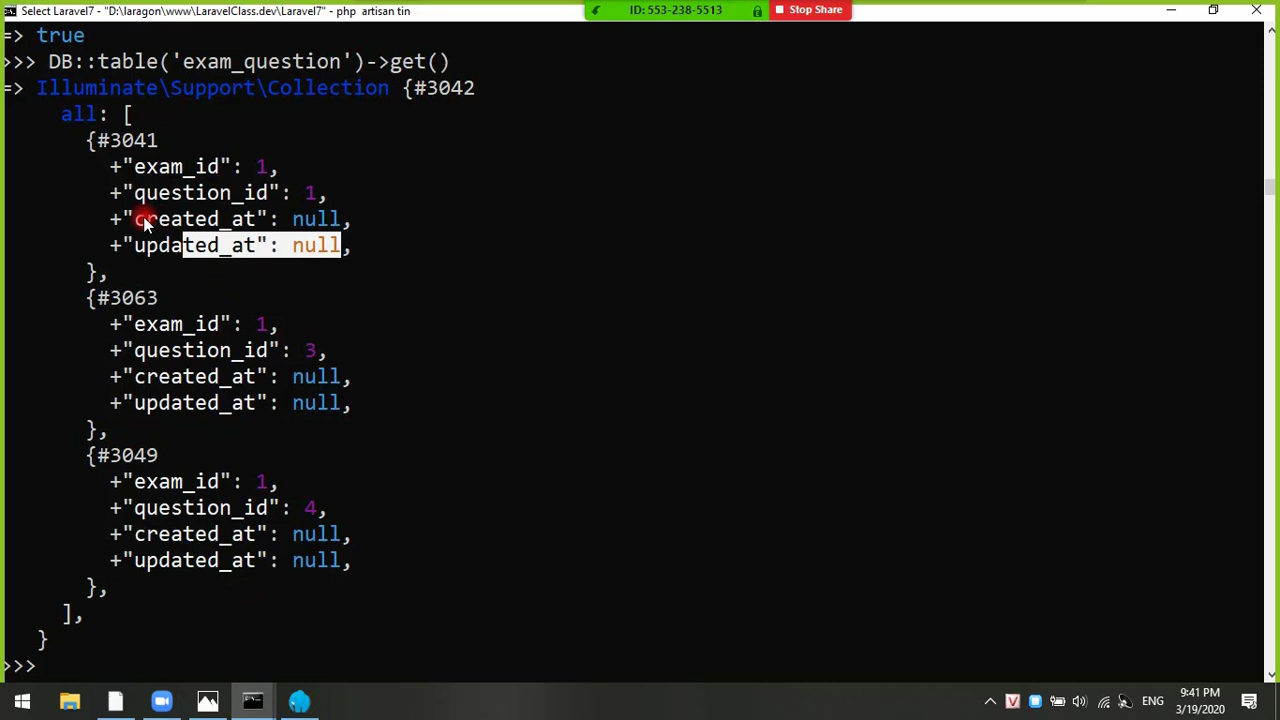 Select Laravel7 - "D:\laragon\www\LaravelClass.dev\Laravel7" - php  artisan tin
ID: 553-238-5513
Stop Share
=> true
>>> DB::table('exam_question')->get()
=> Illuminate\Support\Collection {#3042
all: [
{#3041
+"exam_id": 1,
+"question_id": 1,
+"created_at": null,
+"updated_at": null,
},
{#3063
+"exam_id": 1,
+"question_id": 3,
+"created_at": null,
+"updated_at": null,
},
{#3049
+"exam_id": 1,
+"question_id": 4,
+"created_at": null,
+"updated_at": null,
},
],
}
>>>
ENG
9:41 PM
3/19/2020